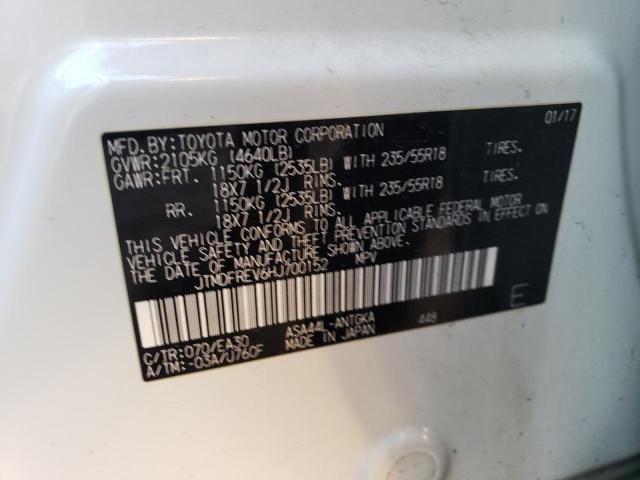 MFD.BY:TOYOTA MOTOR CORPORATION 01/17
GVWR:2105KG (4640LB)
GAWR:FRT. 1150KG (2535LB) WITH 235/55R18 TIRES.
18X7 1/2J RIMS.
RR. 1150KG (2535LB) WITH 235/55R18 TIRES.
18X7 1/2J RIMS.
THIS VEHICLE CONFORMS TO ALL APPLICABLE FEDERAL MOTOR
VEHICLE SAFETY AND THEFT PREVENTION STANDARDS IN EFFECT ON
THE DATE OF MANUFACTURE SHOWN ABOVE.
JTMDFREV6HJ700152 MPV
E
C/TR:070/EA30 ASA44L-ANTGKA 448
A/TM:-03A/U760F MADE IN JAPAN